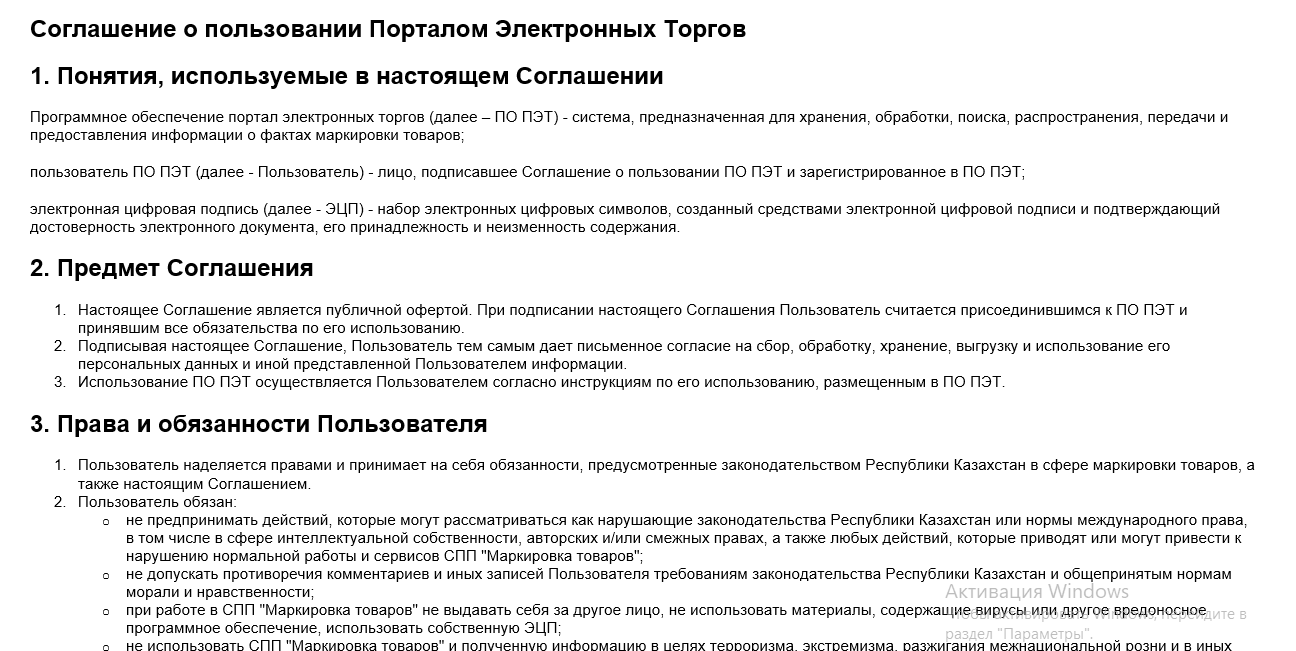 Соглашение о пользовании Порталом Электронных Торгов
1. Понятия, используемые в настоящем Соглашении
Программное обеспечение портал электронных торгов (далее – ПО ПЭТ) - система, предназначенная для хранения, обработки, поиска, распространения, передачи и
предоставления информации о фактах маркировки товаров;
пользователь ПО ПЭТ (далее - Пользователь) - лицо, подписавшее Соглашение о пользовании ПО ПЭТ и зарегистрированное в ПО ПЭТ;
электронная цифровая подпись (далее - ЭЦП) - набор электронных цифровых символов, созданный средствами электронной цифровой подписи и подтверждающий
достоверность электронного документа, его принадлежность и неизменность содержания.
2. Предмет Соглашения
1. Настоящее Соглашение является публичной офертой. При подписании настоящего Соглашения Пользователь считается присоединившимся к ПО ПЭТ и
принявшим все обязательства по его использованию.
2. Подписывая настоящее Соглашение, Пользователь тем самым дает письменное согласие на сбор, обработку, хранение, выгрузку и использование его
персональных данных и иной представленной Пользователем информации.
3. Использование ПО ПЭТ осуществляется Пользователем согласно инструкциям по его использованию, размещенным в ПО ПЭТ.
3. Права и обязанности Пользователя
1. Пользователь наделяется правами и принимает на себя обязанности, предусмотренные законодательством Республики Казахстан в сфере маркировки товаров, а
также настоящим Соглашением.
2. Пользователь обязан:
не предпринимать действий, которые могут рассматриваться как нарушающие законодательства Республики Казахстан или нормы международного права,
в том числе в сфере интеллектуальной собственности, авторских и/или смежных правах, а также любых действий, которые приводят или могут привести к
нарушению нормальной работы и сервисов СПП "Маркировка товаров";
не допускать противоречия комментариев и иных записей Пользователя требованиям законодательства Республики Казахстан и общепринятым нормам
морали и нравственности;
при работе в СПП "Маркировка товаров" не выдавать себя за другое лицо, не использовать материалы, содержащие вирусы или другое вредоносное
программное обеспечение, использовать собственную ЭЦП;
не использовать СПП "Маркировка товаров" и полученную информацию в целях терроризма, экстремизма, разжигания межнациональной розни и в иных
Активация Windows
Чтобы активировать Windows, перейдите в
раздел "Параметры".